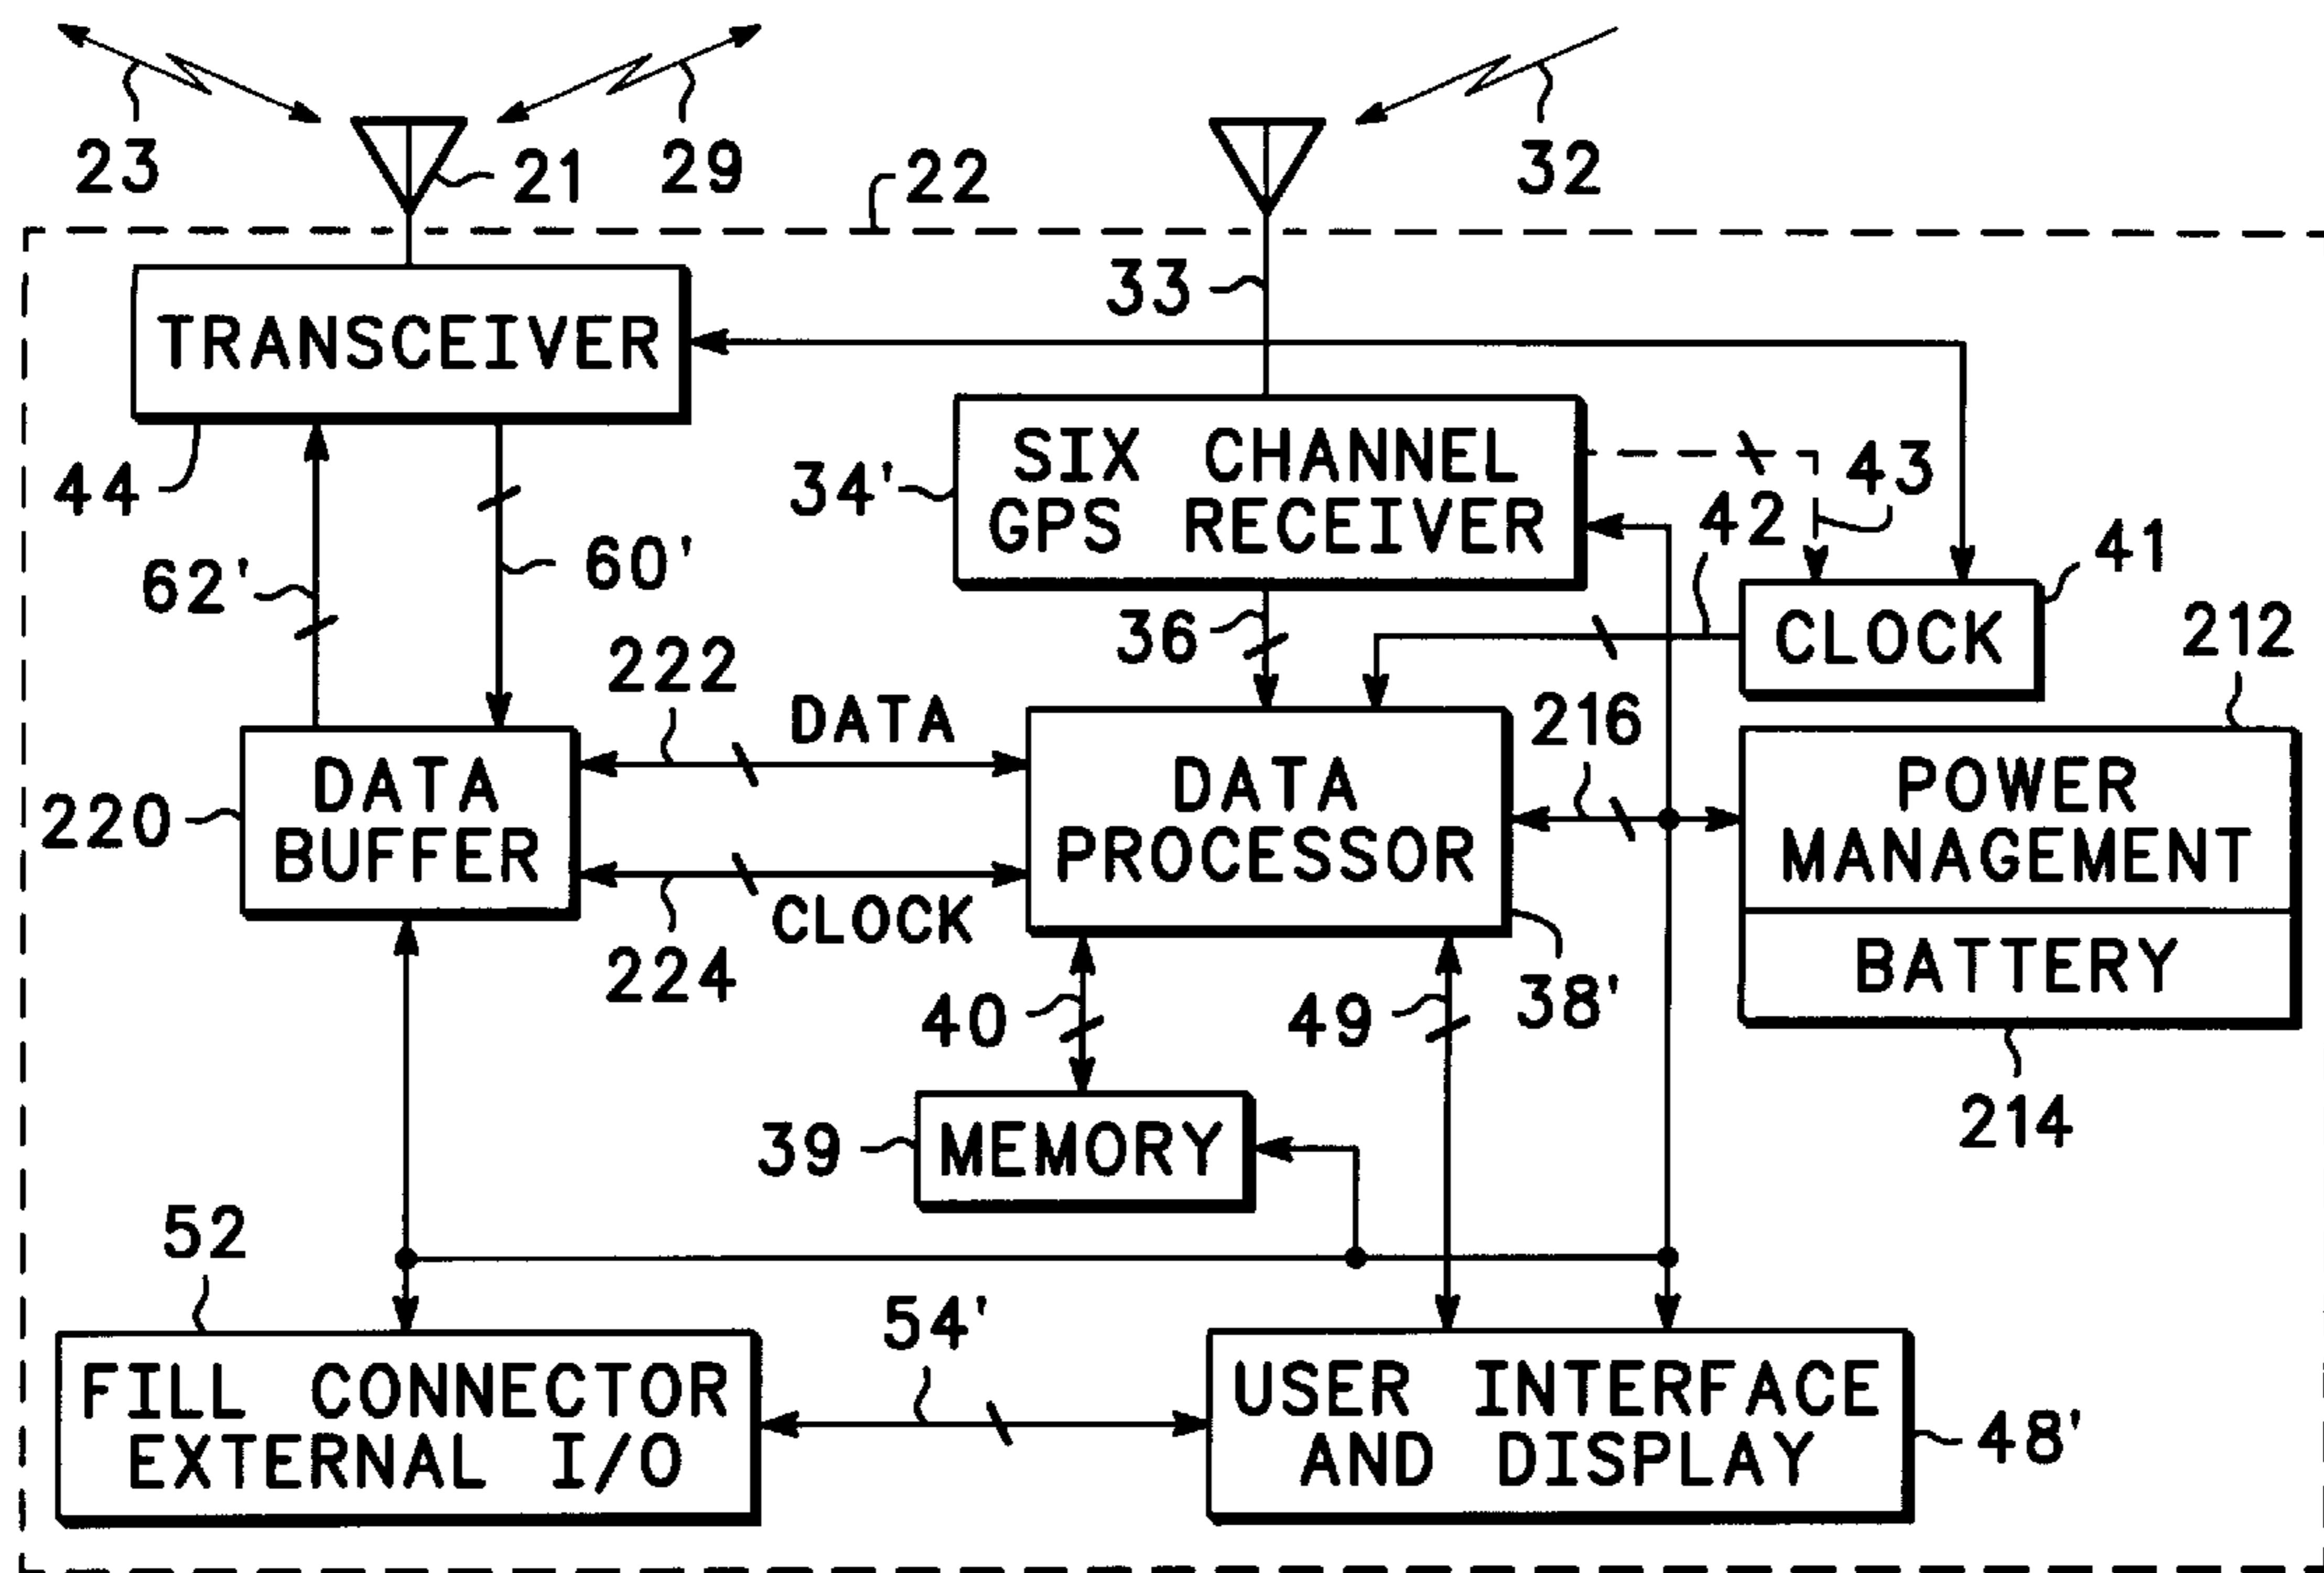 23
21
29
22
32
33
TRANSCEIVER
44
34'
SIX CHANNEL
GPS RECEIVER
43
42
41
62'
60'
36
CLOCK
212
222
DATA
216
220
DATA
BUFFER
DATA
PROCESSOR
POWER
MANAGEMENT
CLOCK
224
BATTERY
40
49
38'
214
39
MEMORY
52
54'
FILL CONNECTOR
EXTERNAL I/O
USER INTERFACE
AND DISPLAY
48'